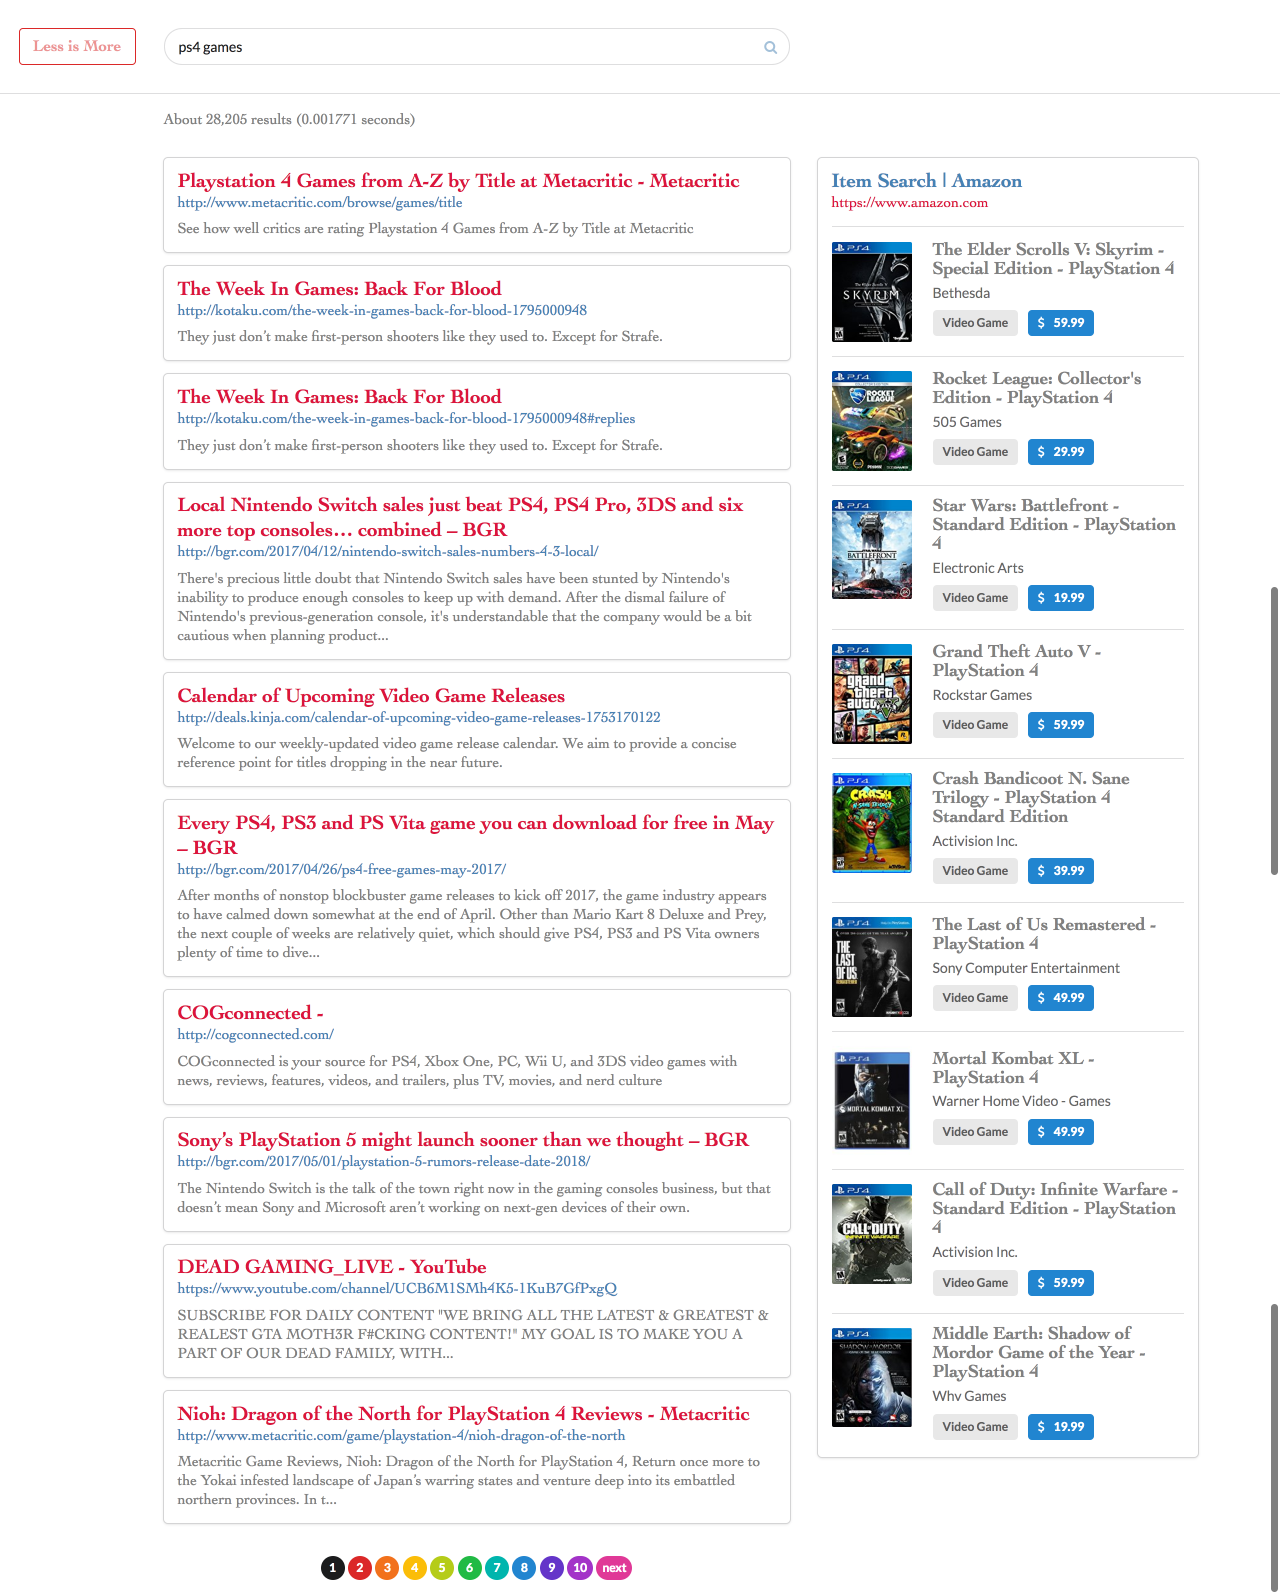 Less is More
ps4 games
About 28,205 results (0.001771 seconds)
Playstation 4 Games from A-Z by Title at Metacritic - Metacritic
http://www.metacritic.com/browse/games/title
See how well critics are rating Playstation 4 Games from A-Z by Title at Metacritic
The Week In Games: Back For Blood
http://kotaku.com/the-week-in-games-back-for-blood-1795000948
They just don’t make first-person shooters like they used to. Except for Strafe.
The Week In Games: Back For Blood
http://kotaku.com/the-week-in-games-back-for-blood-1795000948#replies
They just don’t make first-person shooters like they used to. Except for Strafe.
Local Nintendo Switch sales just beat PS4, PS4 Pro, 3DS and six
more top consoles… combined – BGR
http://bgr.com/2017/04/12/nintendo-switch-sales-numbers-4-3-local/
There's precious little doubt that Nintendo Switch sales have been stunted by Nintendo's
inability to produce enough consoles to keep up with demand. After the dismal failure of
Nintendo's previous-generation console, it's understandable that the company would be a bit
cautious when planning product...
Calendar of Upcoming Video Game Releases
http://deals.kinja.com/calendar-of-upcoming-video-game-releases-1753170122
Welcome to our weekly-updated video game release calendar. We aim to provide a concise
reference point for titles dropping in the near future.
Every PS4, PS3 and PS Vita game you can download for free in May
– BGR
http://bgr.com/2017/04/26/ps4-free-games-may-2017/
After months of nonstop blockbuster game releases to kick off 2017, the game industry appears
to have calmed down somewhat at the end of April. Other than Mario Kart 8 Deluxe and Prey,
the next couple of weeks are relatively quiet, which should give PS4, PS3 and PS Vita owners
plenty of time to dive...
COGconnected -
http://cogconnected.com/
COGconnected is your source for PS4, Xbox One, PC, Wii U, and 3DS video games with
news, reviews, features, videos, and trailers, plus TV, movies, and nerd culture
Sony’s PlayStation 5 might launch sooner than we thought – BGR
http://bgr.com/2017/05/01/playstation-5-rumors-release-date-2018/
The Nintendo Switch is the talk of the town right now in the gaming consoles business, but that
doesn’t mean Sony and Microsoft aren’t working on next-gen devices of their own.
DEAD GAMING_LIVE - YouTube
https://www.youtube.com/channel/UCB6M1SMh4K5-1KuB7GfPxgQ
SUBSCRIBE FOR DAILY CONTENT "WE BRING ALL THE LATEST & GREATEST &
REALEST GTA MOTH3R F#CKING CONTENT!" MY GOAL IS TO MAKE YOU A
PART OF OUR DEAD FAMILY, WITH...
Nioh: Dragon of the North for PlayStation 4 Reviews - Metacritic
http://www.metacritic.com/game/playstation-4/nioh-dragon-of-the-north
Metacritic Game Reviews, Nioh: Dragon of the North for PlayStation 4, Return once more to
the Yokai infested landscape of Japan’s warring states and venture deep into its embattled
northern provinces. In t...
1 2 3 4 5 6 7 8 9 10 next
Item Search | Amazon
https://www.amazon.com
PS4
SKYRIM
The Elder Scrolls V: Skyrim -
Special Edition - PlayStation 4
Bethesda
Video Game $ 59.99
PS4
ROCKET
LEAGUE
Rocket League: Collector's
Edition - PlayStation 4
505 Games
Video Game $ 29.99
PS4
BATTLEFRONT
Star Wars: Battlefront -
Standard Edition - PlayStation
4
Electronic Arts
Video Game $ 19.99
PS4
grand
theft
auto V
Grand Theft Auto V -
PlayStation 4
Rockstar Games
Video Game $ 59.99
PS4
CRASH
Crash Bandicoot N. Sane
Trilogy - PlayStation 4
Standard Edition
Activision Inc.
Video Game $ 39.99
PS4
THE
LAST
OF US
REMASTERED
The Last of Us Remastered -
PlayStation 4
Sony Computer Entertainment
Video Game $ 49.99
PS4
MORTAL KOMBAT XL
Mortal Kombat XL -
PlayStation 4
Warner Home Video - Games
Video Game $ 49.99
PS4
CALL OF DUTY
INFINITE WARFARE
Call of Duty: Infinite Warfare -
Standard Edition - PlayStation
4
Activision Inc.
Video Game $ 59.99
PS4
SHADOW MORDOR
Middle Earth: Shadow of
Mordor Game of the Year -
PlayStation 4
Whv Games
Video Game $ 19.99